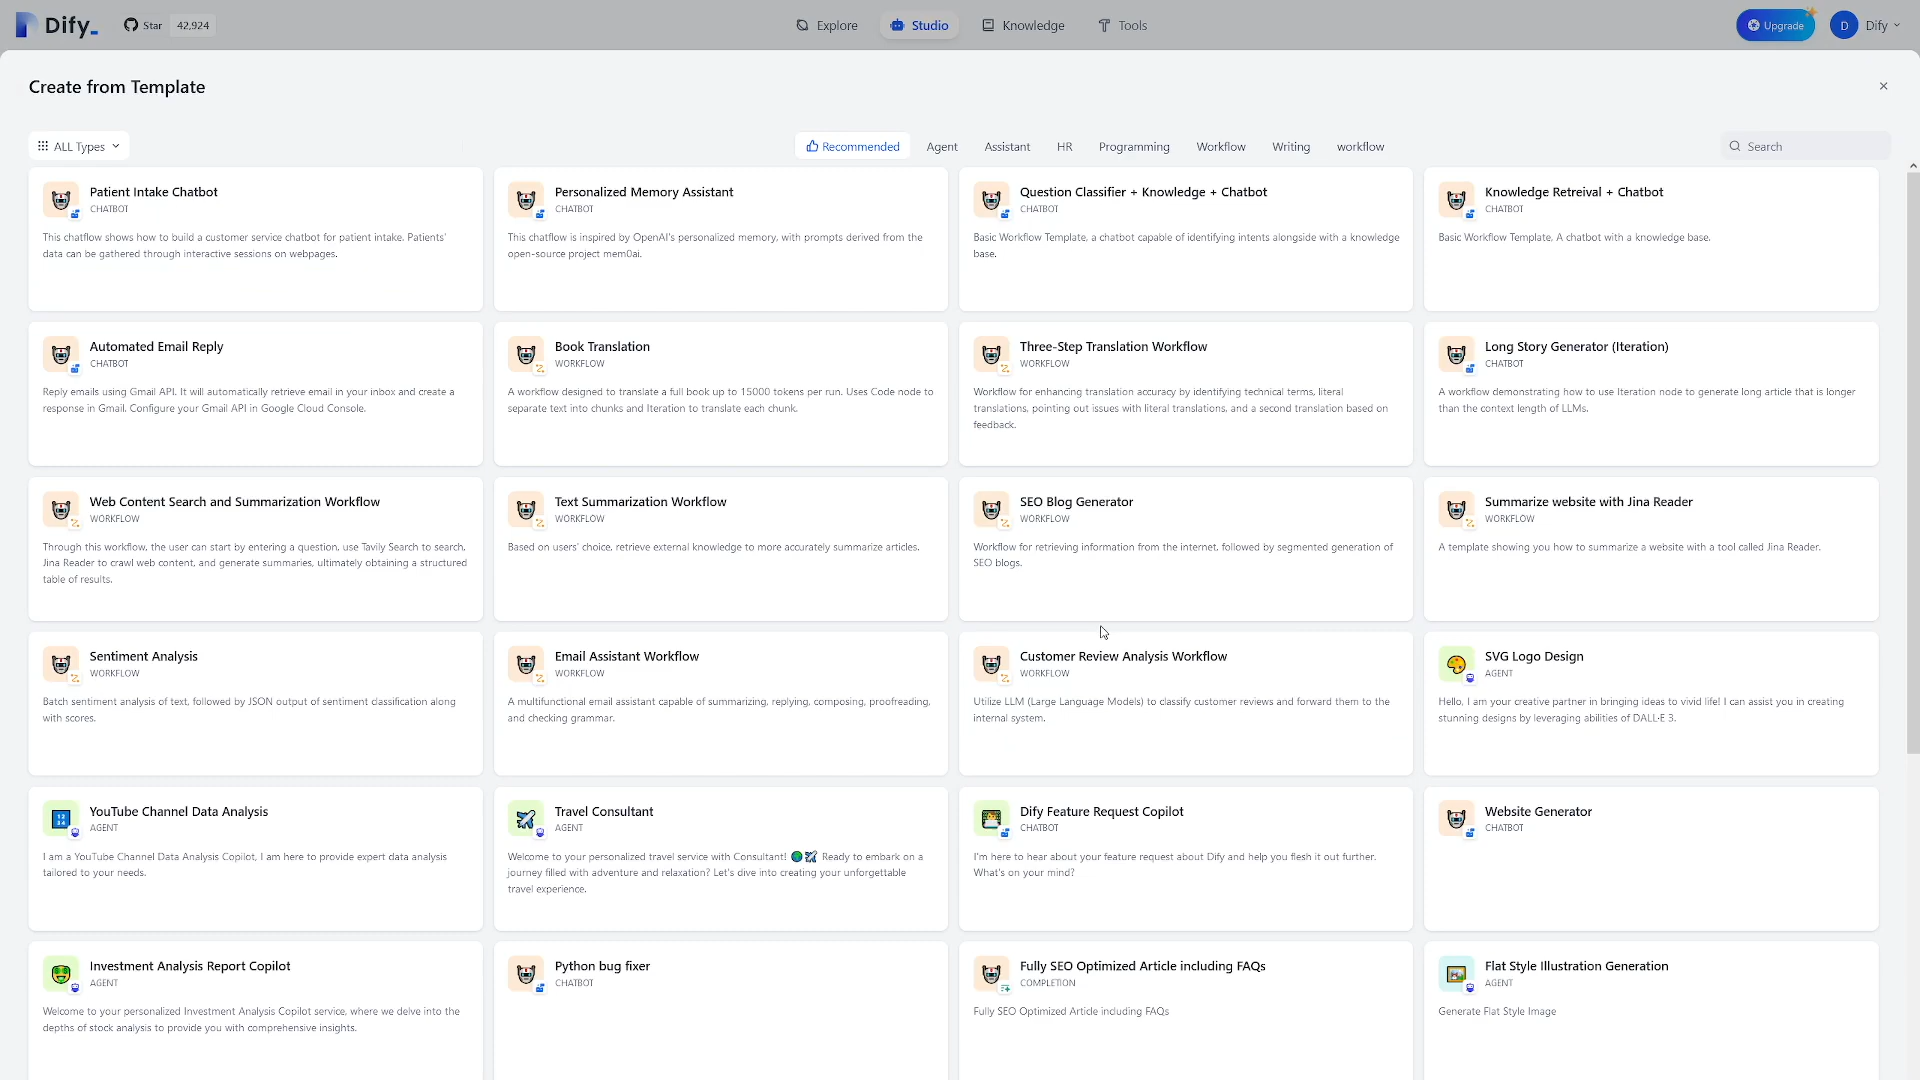 Dify_
Star 42,924
Explore
Studio
Knowledge
Tools
Upgrade
D Dify
Create from Template
ALL Types
Recommended
Agent
Assistant
HR
Programming
Workflow
Writing
workflow
Search
Patient Intake Chatbot
CHATBOT
This chatflow shows how to build a customer service chatbot for patient intake. Patients'
data can be gathered through interactive sessions on webpages.
Personalized Memory Assistant
CHATBOT
This chatflow is inspired by OpenAI's personalized memory, with prompts derived from the
open-source project mem0ai.
Question Classifier + Knowledge + Chatbot
CHATBOT
Basic Workflow Template, a chatbot capable of identifying intents alongside with a knowledge
base.
Knowledge Retreival + Chatbot
CHATBOT
Basic Workflow Template, A chatbot with a knowledge base.
Automated Email Reply
CHATBOT
Reply emails using Gmail API. It will automatically retrieve email in your inbox and create a
response in Gmail. Configure your Gmail API in Google Cloud Console.
Book Translation
WORKFLOW
A workflow designed to translate a full book up to 15000 tokens per run. Uses Code node to
separate text into chunks and Iteration to translate each chunk.
Three-Step Translation Workflow
WORKFLOW
Workflow for enhancing translation accuracy by identifying technical terms, literal
translations, pointing out issues with literal translations, and a second translation based on
feedback.
Long Story Generator (Iteration)
CHATBOT
A workflow demonstrating how to use Iteration node to generate long article that is longer
than the context length of LLMs.
Web Content Search and Summarization Workflow
WORKFLOW
Through this workflow, the user can start by entering a question, use Tavily Search to search,
Jina Reader to crawl web content, and generate summaries, ultimately obtaining a structured
table of results.
Text Summarization Workflow
WORKFLOW
Based on users' choice, retrieve external knowledge to more accurately summarize articles.
SEO Blog Generator
WORKFLOW
Workflow for retrieving information from the internet, followed by segmented generation of
SEO blogs.
Summarize website with Jina Reader
WORKFLOW
A template showing you how to summarize a website with a tool called Jina Reader.
Sentiment Analysis
WORKFLOW
Batch sentiment analysis of text, followed by JSON output of sentiment classification along
with scores.
Email Assistant Workflow
WORKFLOW
A multifunctional email assistant capable of summarizing, replying, composing, proofreading,
and checking grammar.
Customer Review Analysis Workflow
WORKFLOW
Utilize LLM (Large Language Models) to classify customer reviews and forward them to the
internal system.
SVG Logo Design
AGENT
Hello, I am your creative partner in bringing ideas to vivid life! I can assist you in creating
stunning designs by leveraging abilities of DALL·E 3.
YouTube Channel Data Analysis
AGENT
I am a YouTube Channel Data Analysis Copilot, I am here to provide expert data analysis
tailored to your needs.
Travel Consultant
AGENT
Welcome to your personalized travel service with Consultant! 🌍✈️ Ready to embark on a
journey filled with adventure and relaxation? Let's dive into creating your unforgettable
travel experience.
Dify Feature Request Copilot
CHATBOT
I'm here to hear about your feature request about Dify and help you flesh it out further.
What's on your mind?
Website Generator
CHATBOT
Investment Analysis Report Copilot
AGENT
Welcome to your personalized Investment Analysis Copilot service, where we delve into the
depths of stock analysis to provide you with comprehensive insights.
Python bug fixer
CHATBOT
Fully SEO Optimized Article including FAQs
COMPLETION
Fully SEO Optimized Article including FAQs
Flat Style Illustration Generation
AGENT
Generate Flat Style Image